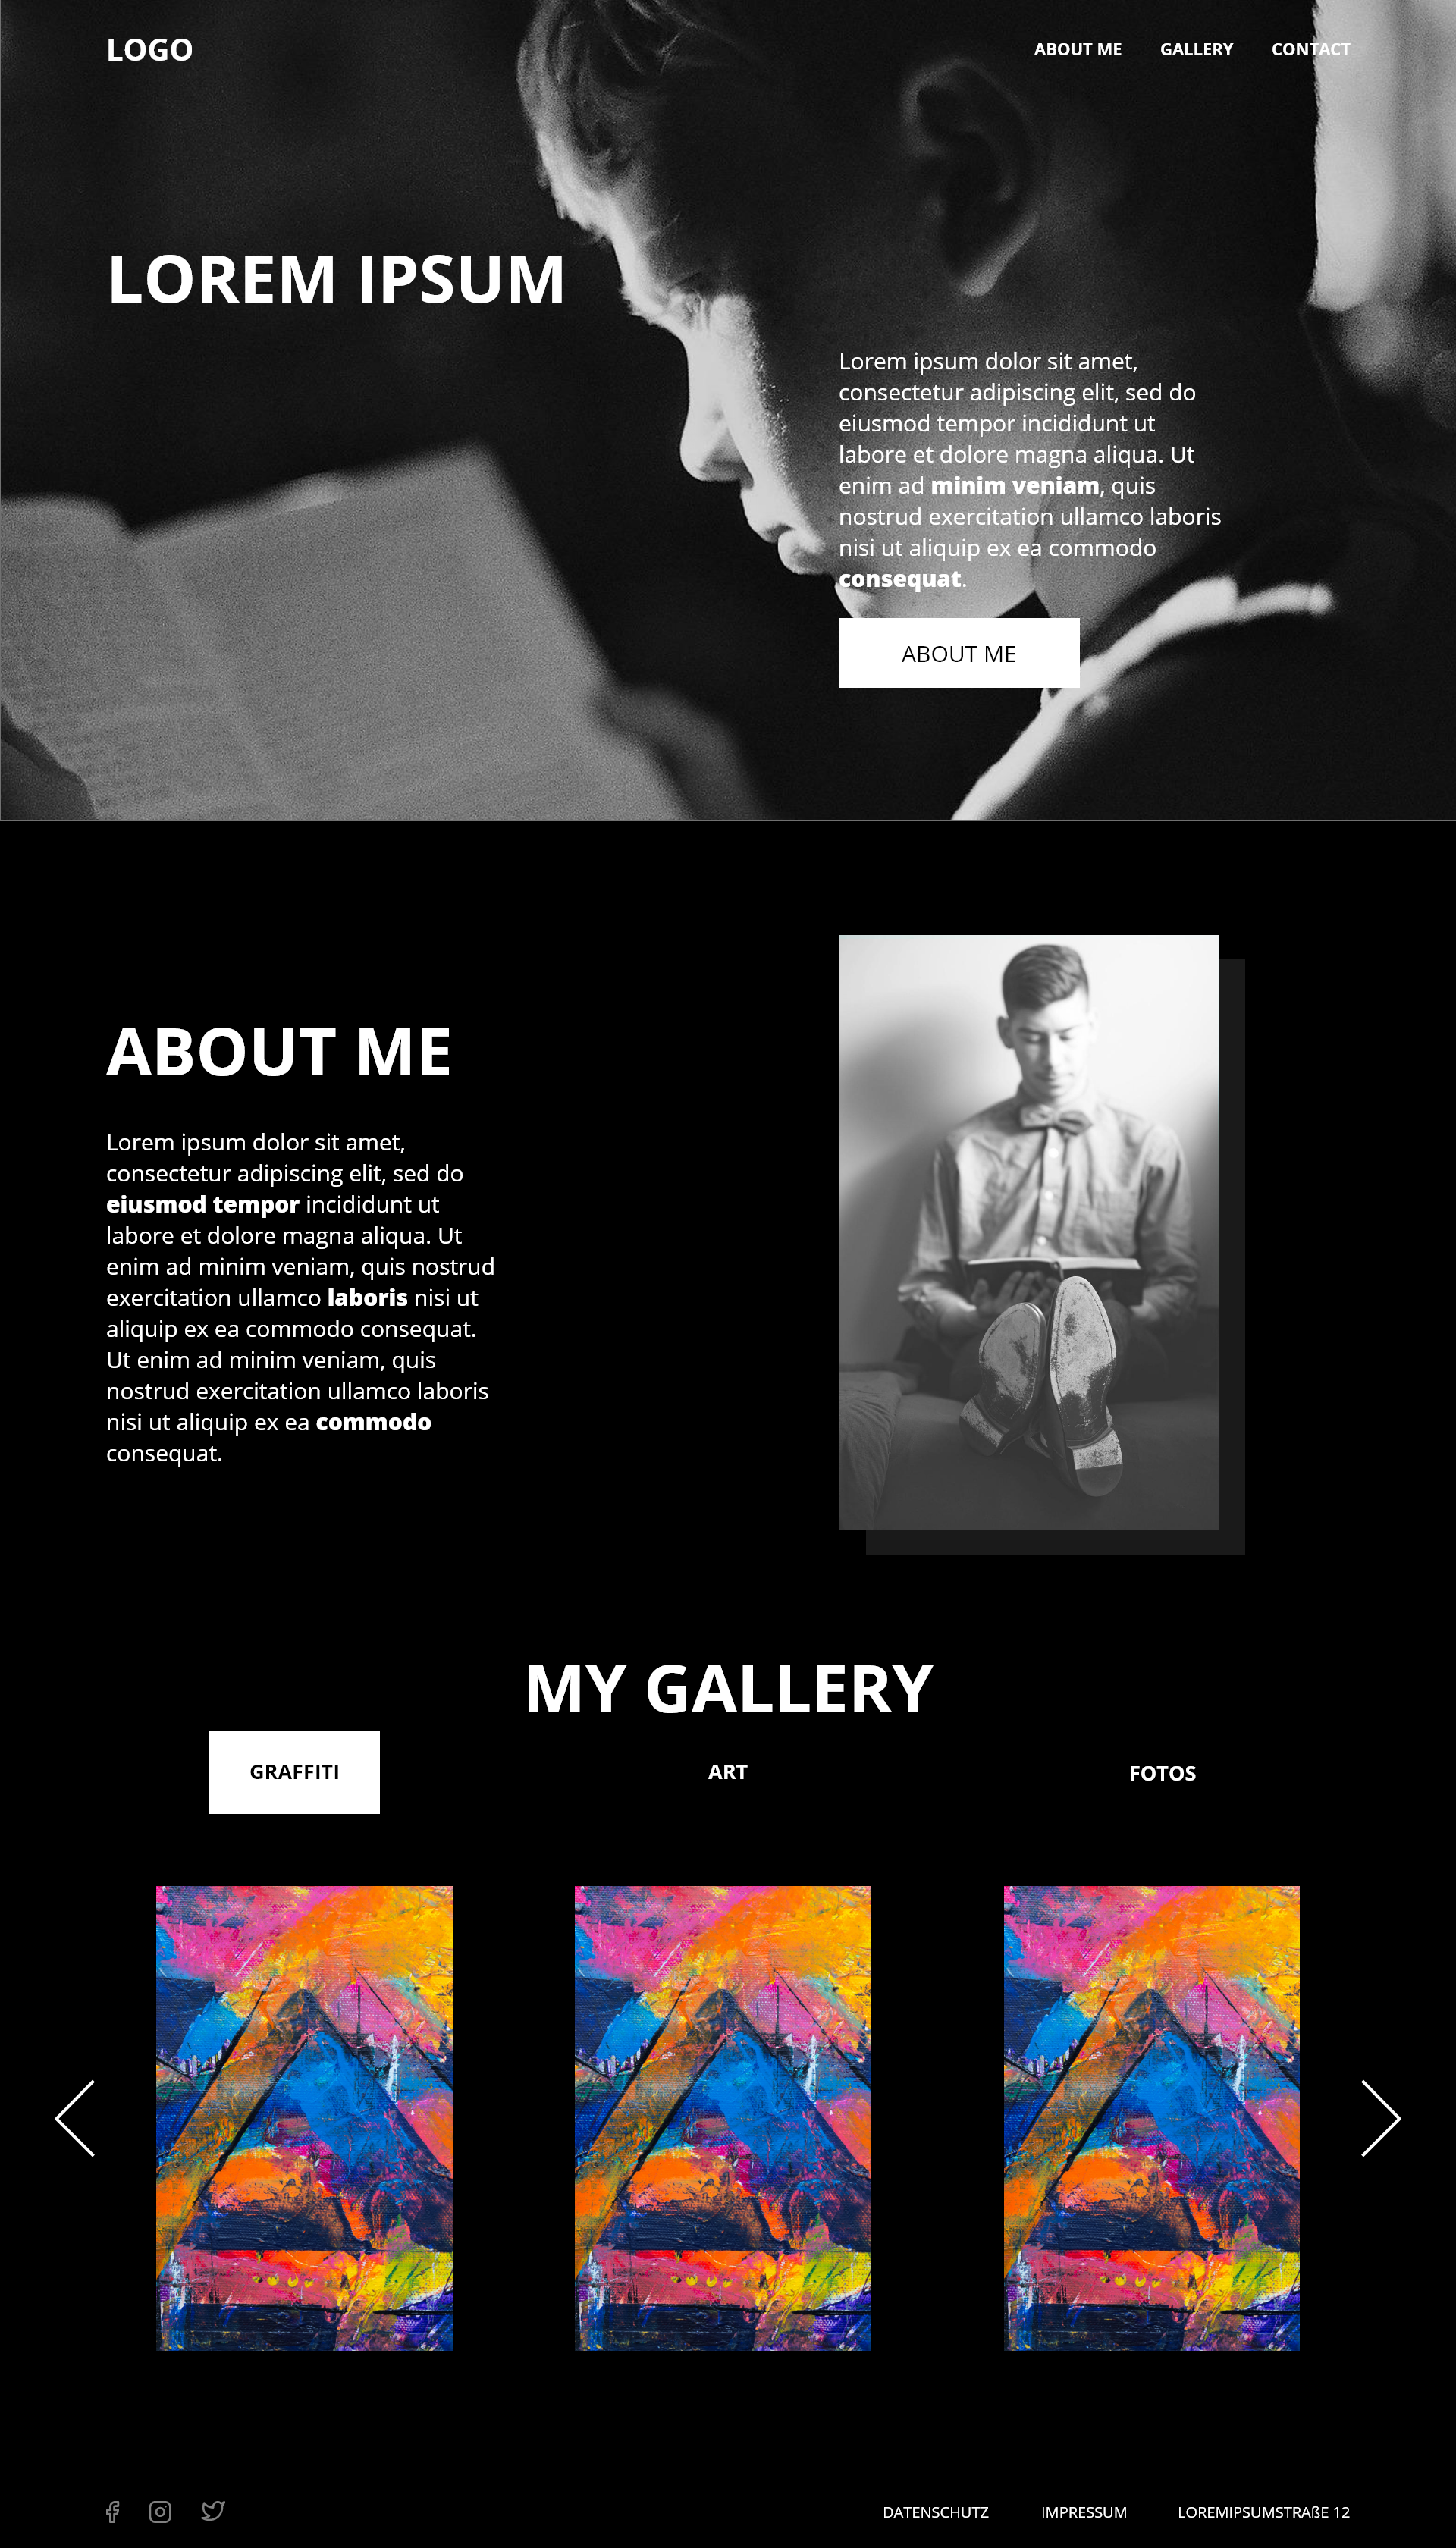 LOGO
ABOUT ME
GALLERY
CONTACT
LOREM IPSUM
Lorem ipsum dolor sit amet,
consectetur adipiscing elit, sed do
eiusmod tempor incididunt ut
labore et dolore magna aliqua. Ut
enim ad minim veniam, quis
nostrud exercitation ullamco laboris
nisi ut aliquip ex ea commodo
consequat.
ABOUT ME
ABOUT ME
Lorem ipsum dolor sit amet,
consectetur adipiscing elit, sed do
eiusmod tempor incididunt ut
labore et dolore magna aliqua. Ut
enim ad minim veniam, quis nostrud
exercitation ullamco laboris nisi ut
aliquip ex ea commodo consequat.
Ut enim ad minim veniam, quis
nostrud exercitation ullamco laboris
nisi ut aliquip ex ea commodo
consequat.
MY GALLERY
GRAFFITI
ART
FOTOS
DATENSCHUTZ
IMPRESSUM
LOREMIPSUMSTRAßE 12